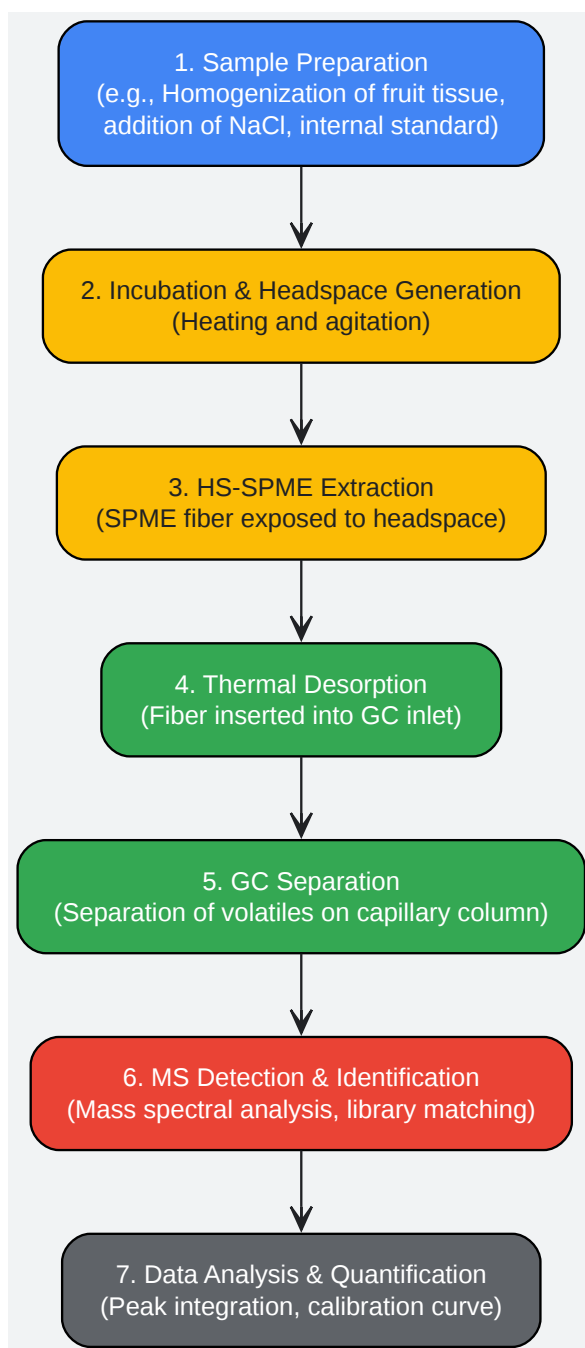 1. Sample Preparation
(e.g., Homogenization of fruit tissue,
addition of NaCl, internal standard)
2. Incubation & Headspace Generation
(Heating and agitation)
3. HS-SPME Extraction
(SPME fiber exposed to headspace)
4. Thermal Desorption
(Fiber inserted into GC inlet)
5. GC Separation
(Separation of volatiles on capillary column)
6. MS Detection & Identification
(Mass spectral analysis, library matching)
7. Data Analysis & Quantification
(Peak integration, calibration curve)